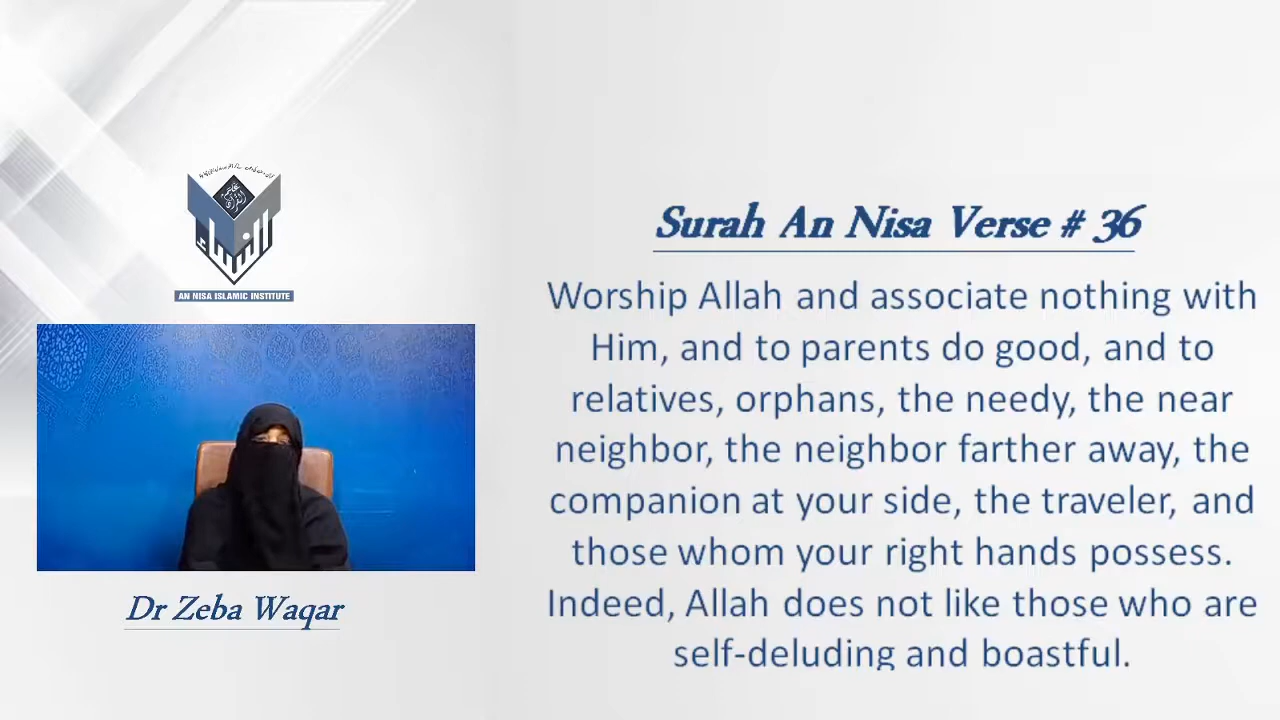 النساء
AN NISA ISLAMIC INSTITUTE
Dr Zeba Waqar
Surah An Nisa Verse # 36
Worship Allah and associate nothing with
Him, and to parents do good, and to
relatives, orphans, the needy, the near
neighbor, the neighbor farther away, the
companion at your side, the traveler, and
those whom your right hands possess.
Indeed, Allah does not like those who are
self-deluding and boastful.